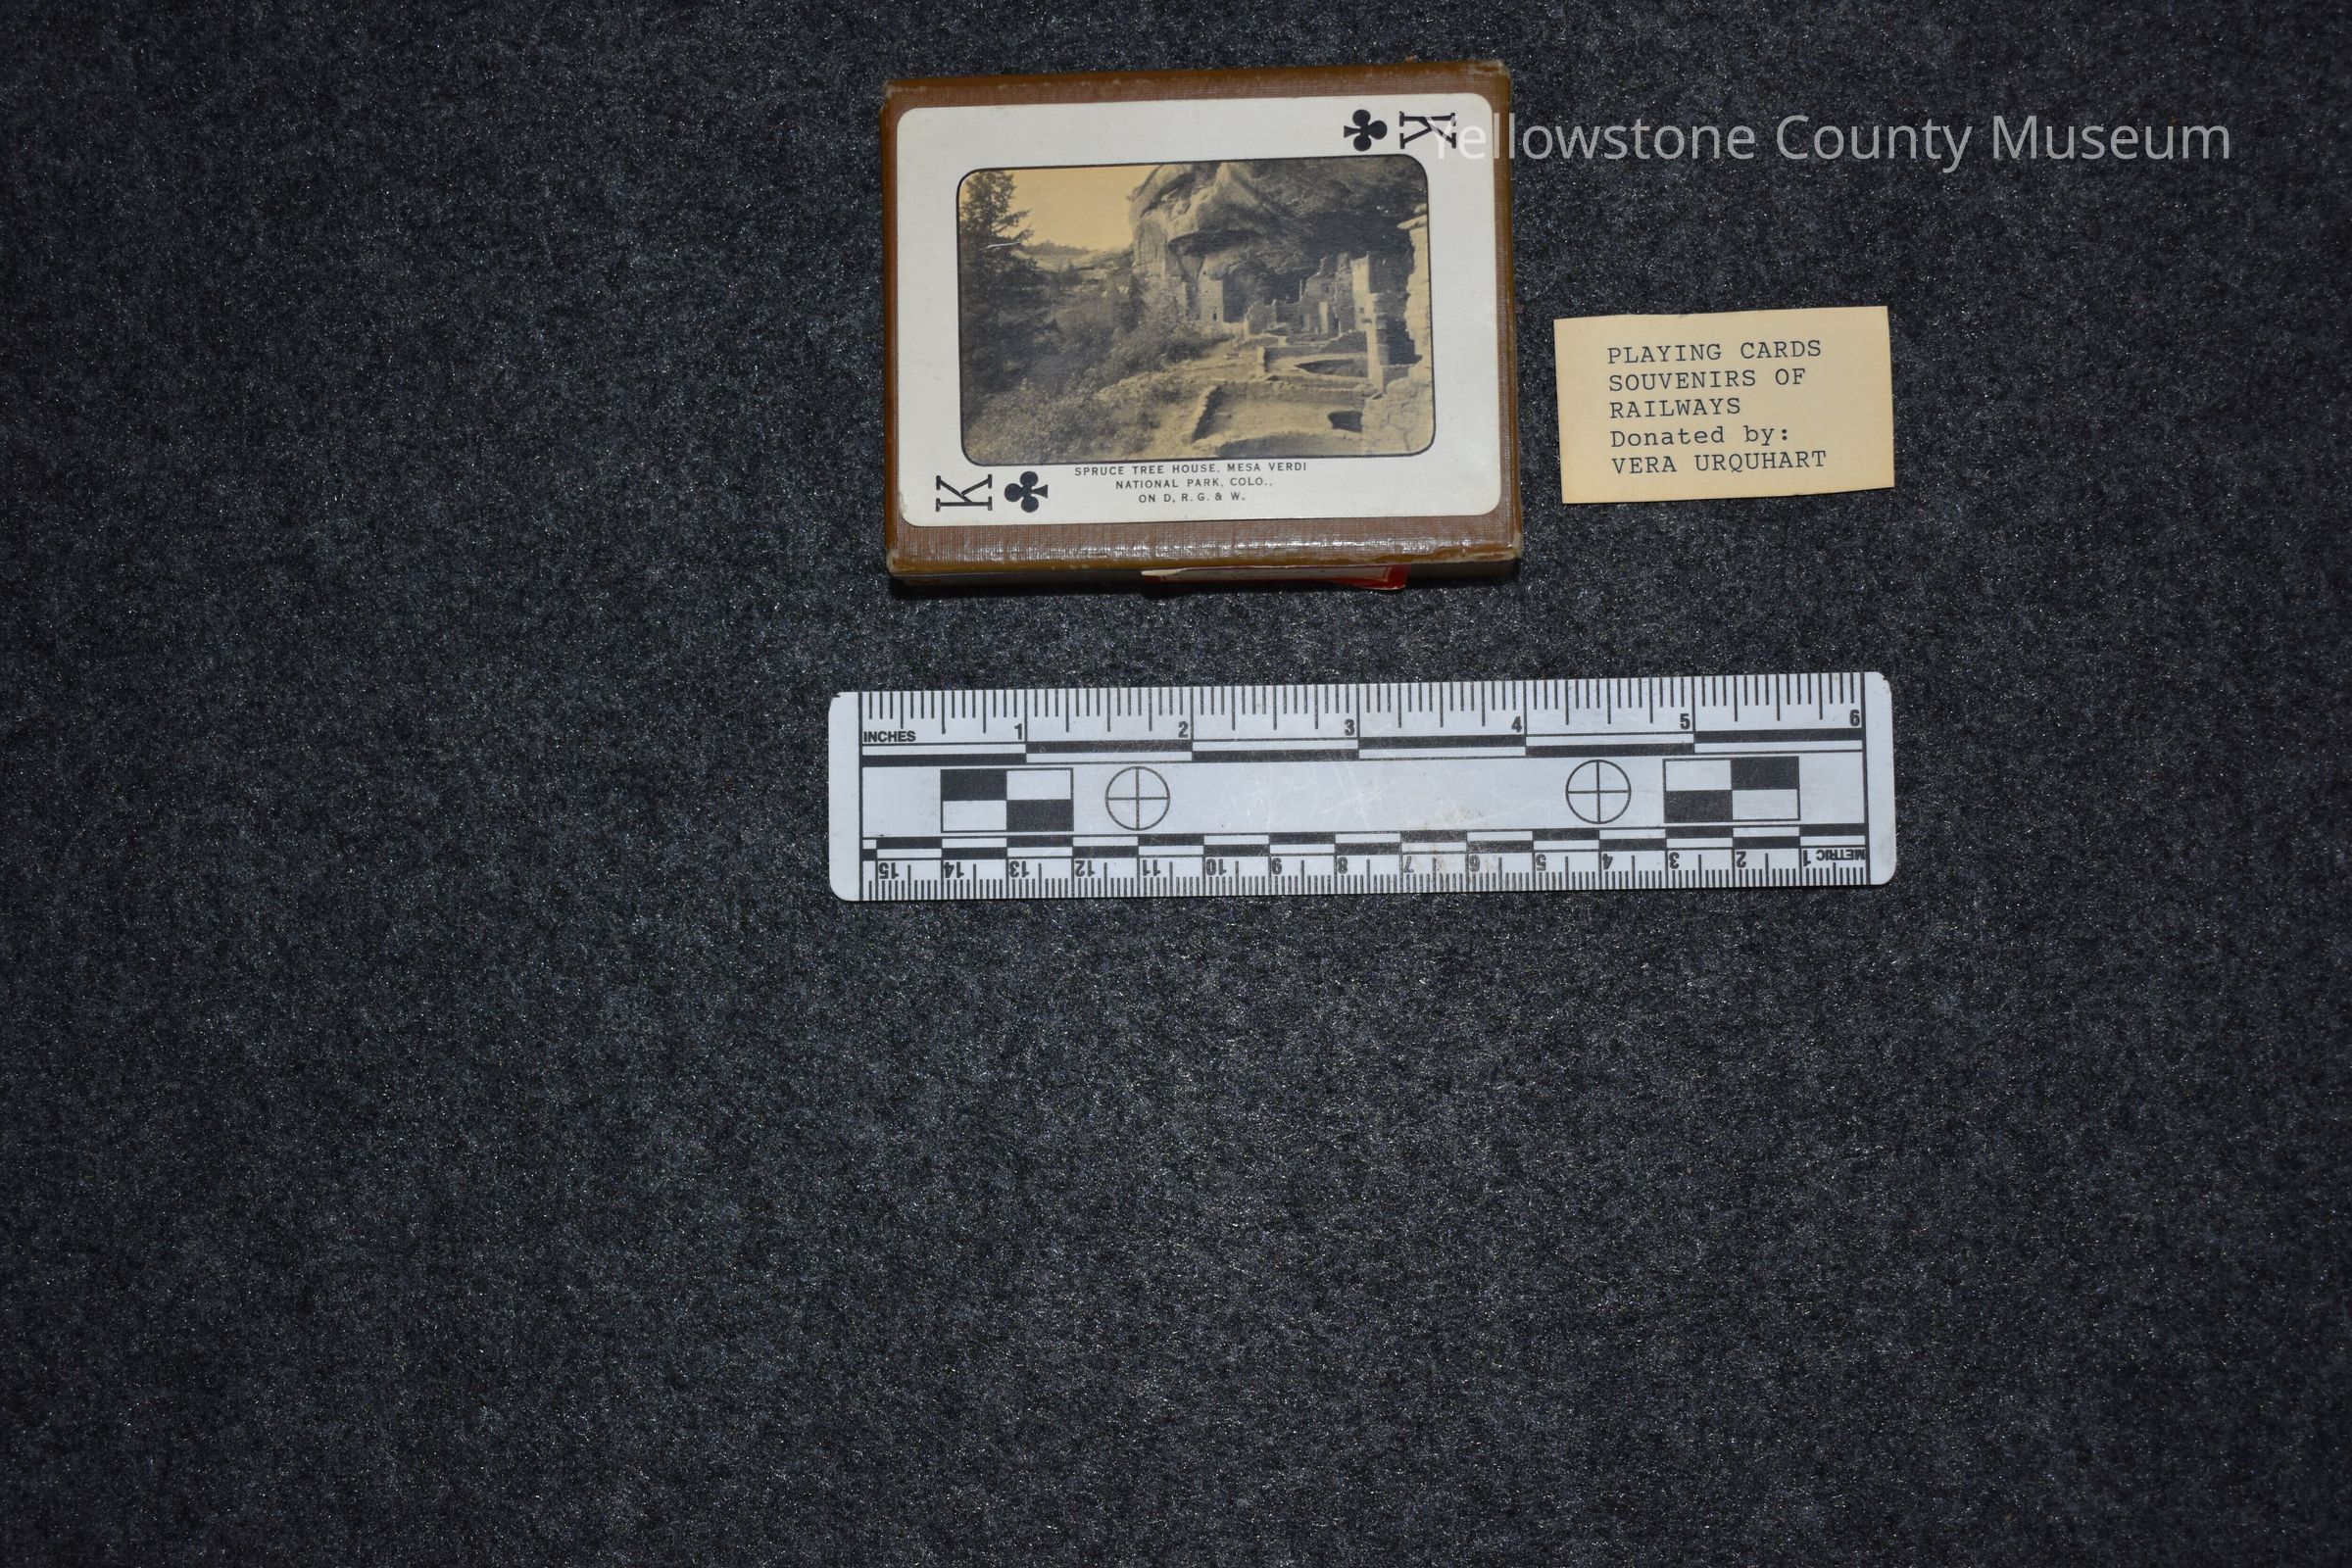 K
Yellowstone County Museum
SPRUCE TREE HOUSE, MESA VERDI
NATIONAL PARK, COLO.,
ON D, R. G. & W.
K
PLAYING CARDS
SOUVENIRS OF
RAILWAYS
Donated by:
VERA URQUHART
INCHES 1 2 3 4 5 6
15 14 13 12 11 10 9 8 7 6 5 4 3 2 1 METRIC